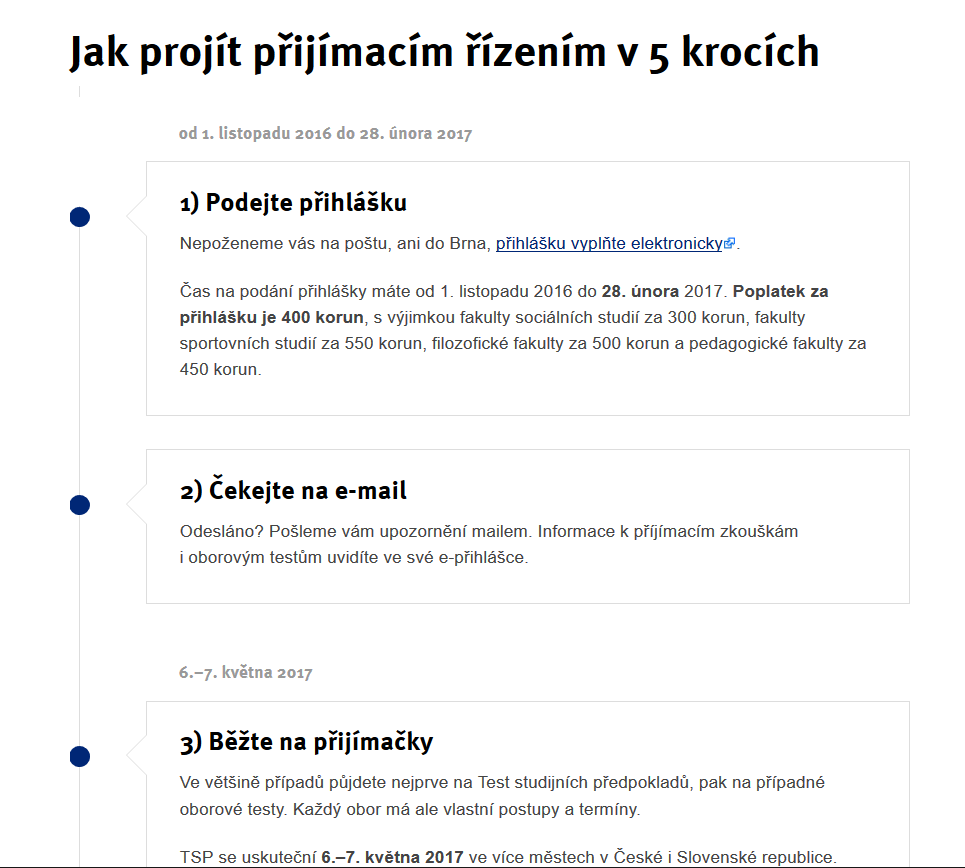 Jak projít přijímacím řízením v 5 krocích
od 1. listopadu 2016 do 28. února 2017
1) Podejte přihlášku
Nepoženeme vás na poštu, ani do Brna, přihlášku vyplňte elektronicky.
Čas na podání přihlášky máte od 1. listopadu 2016 do 28. února 2017. Poplatek za
přihlášku je 400 korun, s výjimkou fakulty sociálních studií za 300 korun, fakulty
sportovních studií za 550 korun, filozofické fakulty za 500 korun a pedagogické fakulty za
450 korun.
2) Čekejte na e-mail
Odesláno? Pošleme vám upozornění mailem. Informace k příjímacím zkouškám
i oborovým testům uvidíte ve své e-přihlášce.
6.–7. května 2017
3) Běžte na přijímačky
Ve většině případů půjdete nejprve na Test studijních předpokladů, pak na případné
oborové testy. Každý obor má ale vlastní postupy a termíny.
TSP se uskuteční 6.–7. května 2017 ve více městech v České i Slovenské republice.